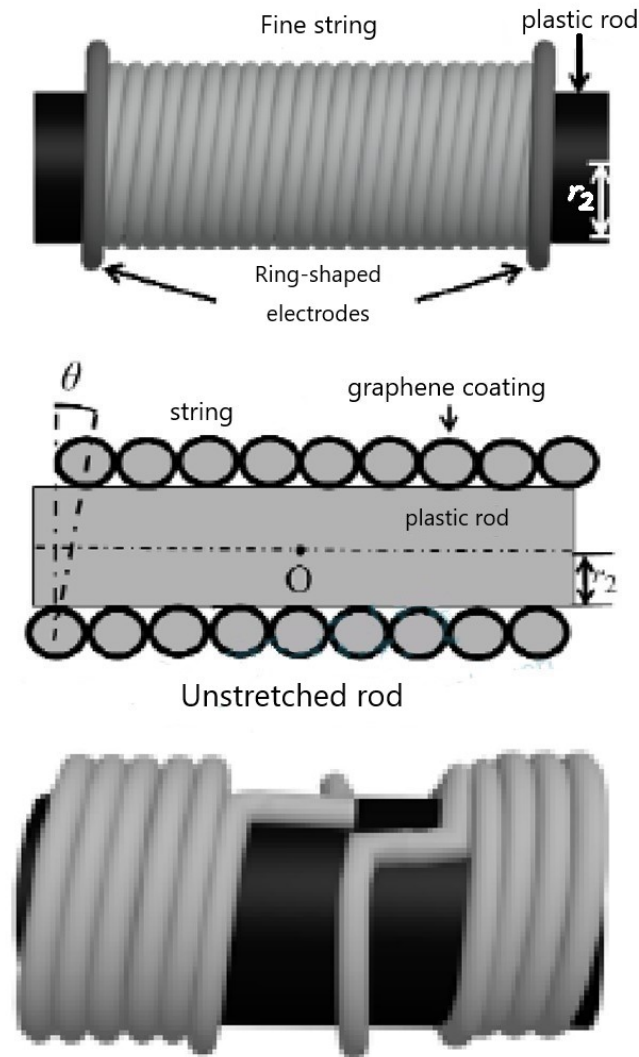 Fine string
plastic rod
r₂
Ring-shaped
electrodes
θ
string
graphene coating
plastic rod
O
r₂
Unstretched rod